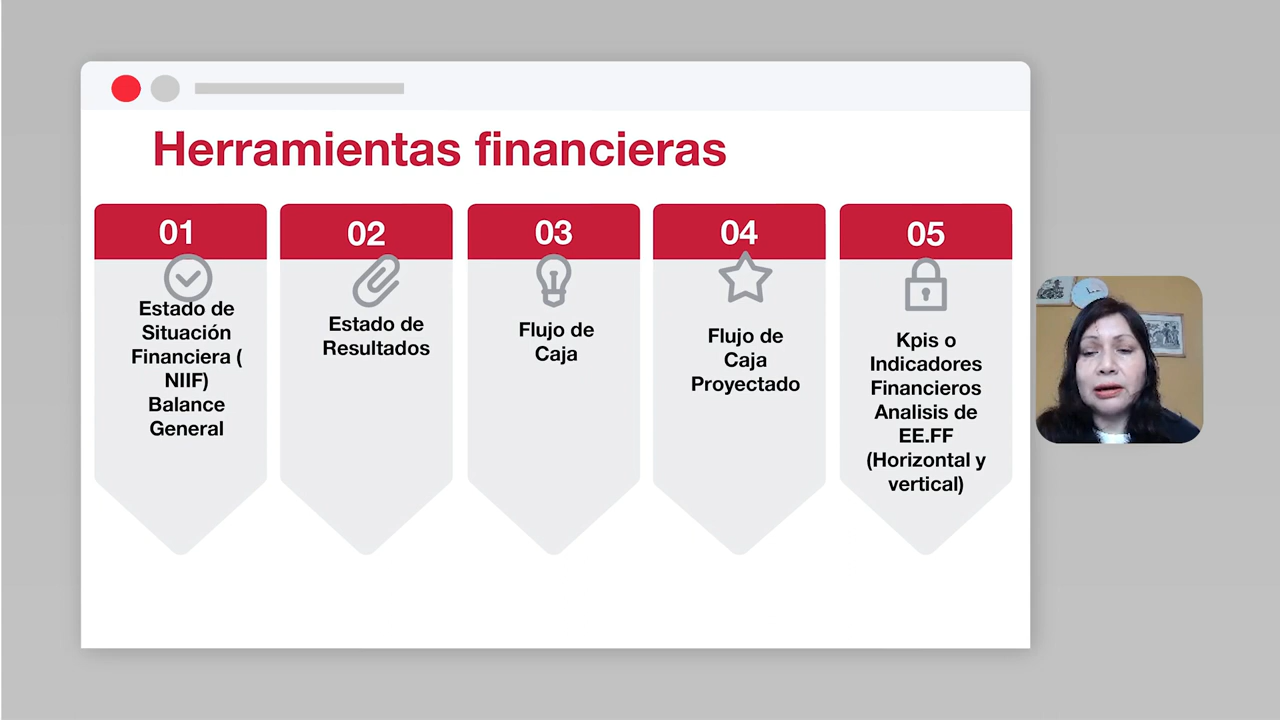 Herramientas financieras
01
Estado de
Situación
Financiera (
NIIF)
Balance
General
02
Estado de
Resultados
03
Flujo de
Caja
04
Flujo de
Caja
Proyectado
05
Kpis o
Indicadores
Financieros
Analisis de
EE.FF
(Horizontal y
vertical)